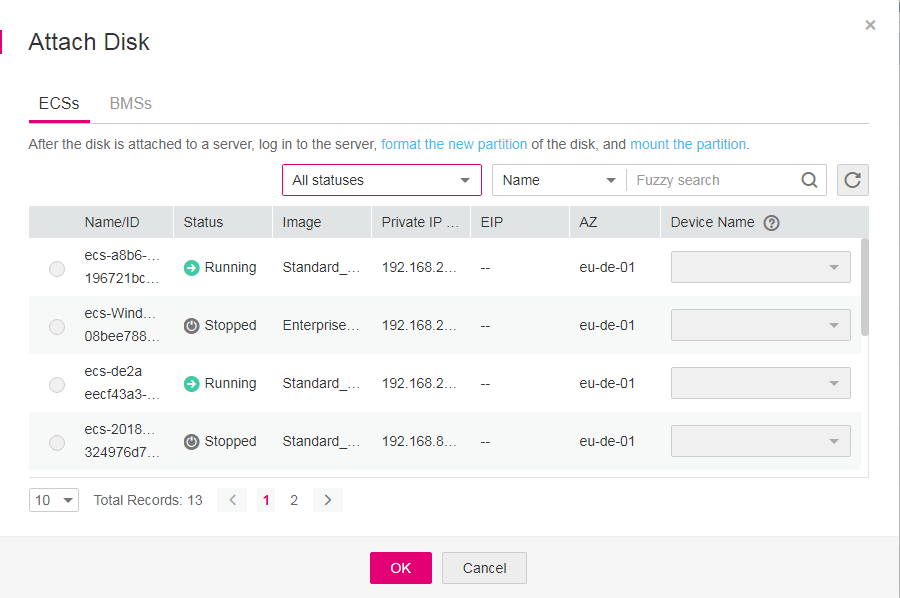 ×
Attach Disk
ECSs BMSs
After the disk is attached to a server, log in to the server, format the new partition of the disk, and mount the partition.
All statuses Name Fuzzy search
Name/ID Status Image Private IP ... EIP AZ Device Name ?
ecs-a8b6-...
196721bc... Running Standard_... 192.168.2... -- eu-de-01
ecs-Wind...
08bee788... Stopped Enterprise... 192.168.2... -- eu-de-01
ecs-de2a
eecf43a3-... Running Standard_... 192.168.2... -- eu-de-01
ecs-2018...
324976d7... Stopped Standard_... 192.168.8... -- eu-de-01
10 Total Records: 13 < 1 2 >
OK Cancel